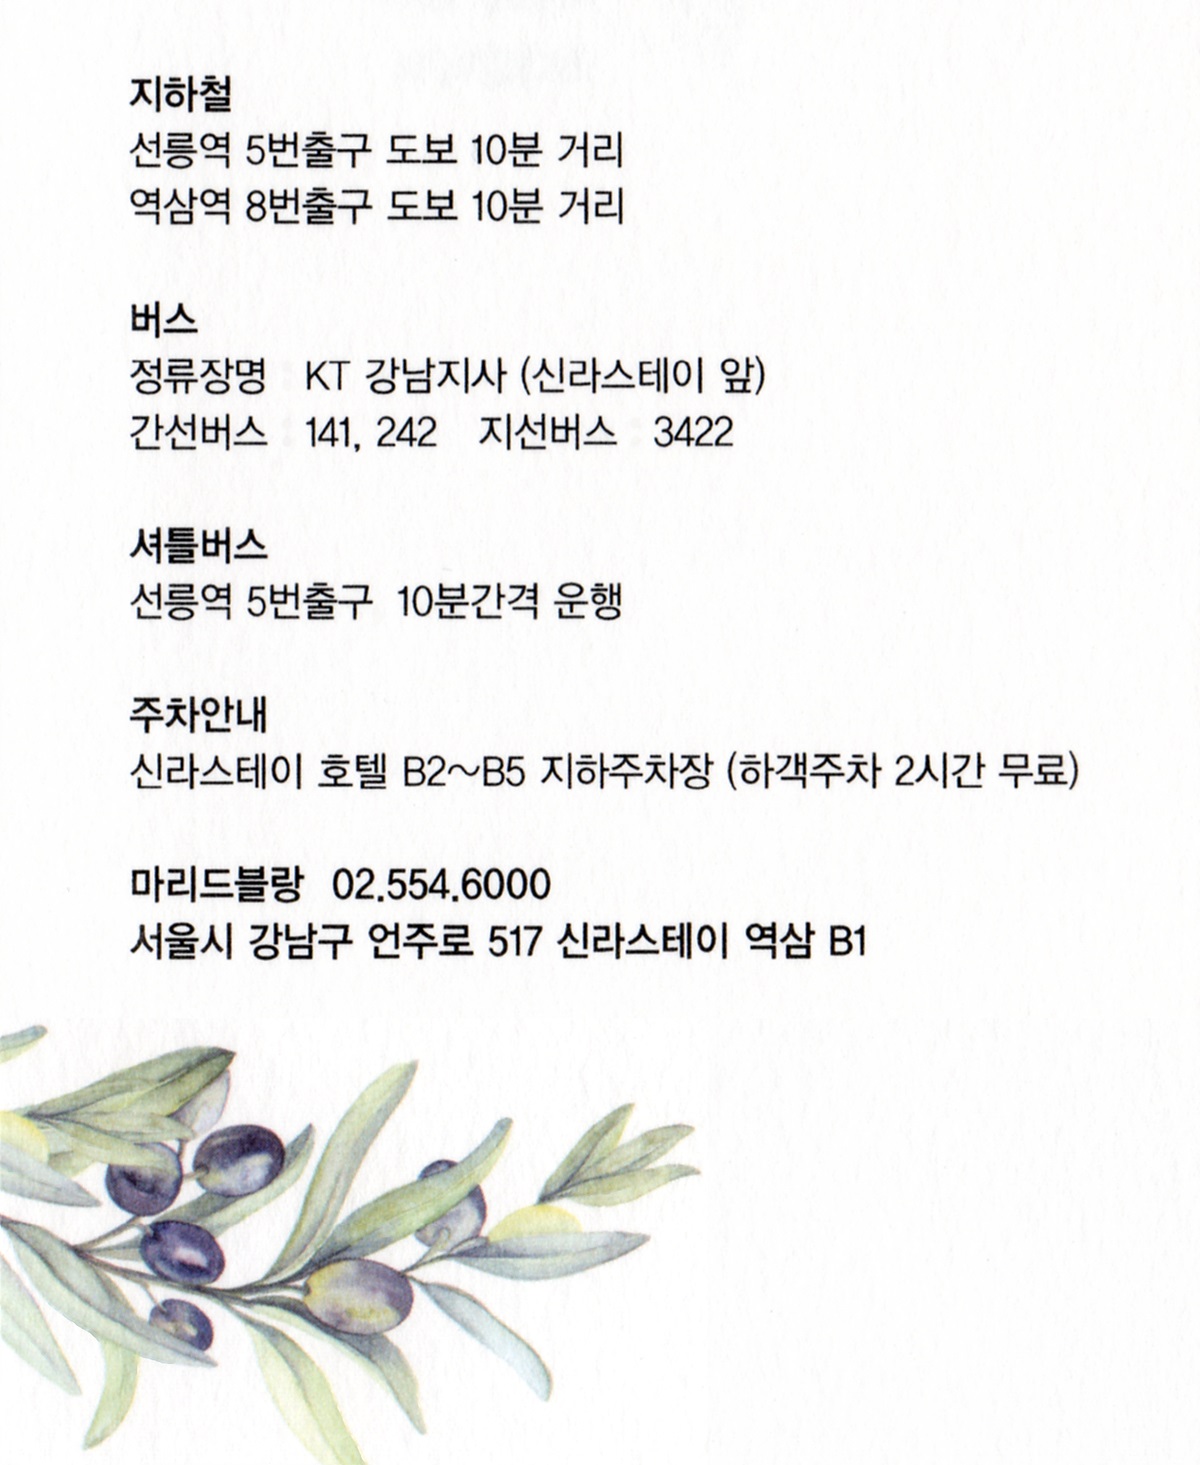 지하철
선릉역 5번출구 도보 10분 거리
역삼역 8번출구 도보 10분 거리
버스
정류장명 : KT 강남지사 (신라스테이 앞)
간선버스 : 141, 242 지선버스 : 3422
셔틀버스
선릉역 5번출구 10분간격 운행
주차안내
신라스테이 호텔 B2~B5 지하주차장 (하객주차 2시간 무료)
마리드블랑 02.554.6000
서울시 강남구 언주로 517 신라스테이 역삼 B1